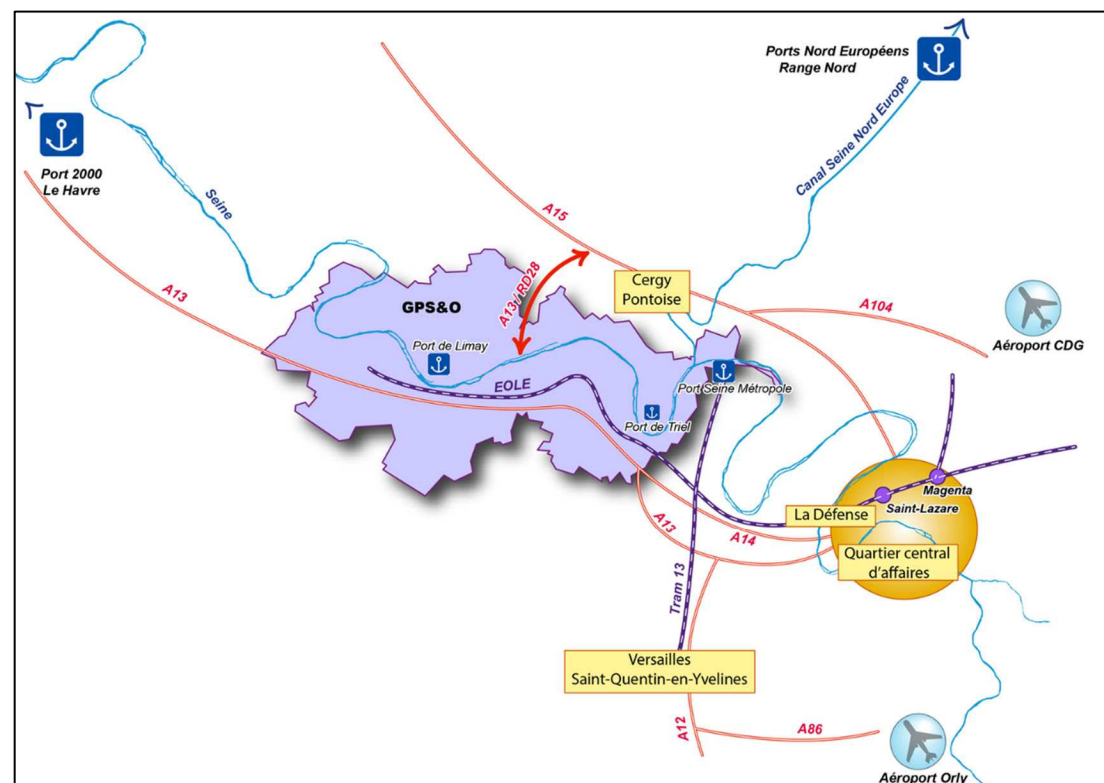 Ports Nord Européens
Range Nord
Port 2000
Le Havre
Seine
Canal Seine Nord Europe
A15
A13
A13 / RD28
Cergy
Pontoise
GPS&O
A104
Aéroport CDG
Port de Limay
EOLE
Port Seine Métropole
Port de Triel
Magenta
Saint-Lazare
La Défense
A13
A14
Quartier central
d'affaires
Tram 13
Versailles
Saint-Quentin-en-Yvelines
A12
A86
Aéroport Orly